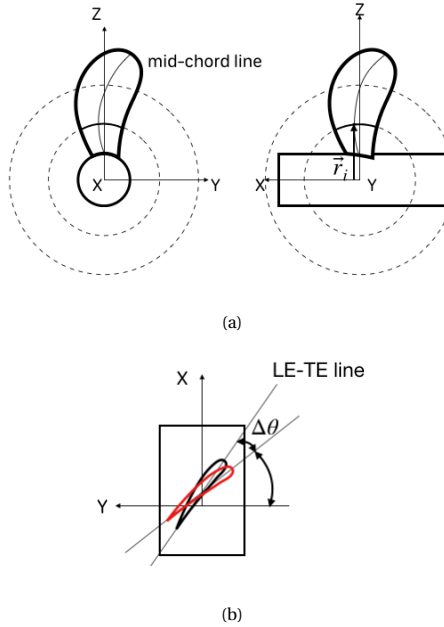 Z
Z
mid-chord line
X
Y
X
r⃗ᵢ
Y
(a)
LE-TE line
X
Δθ
Y
(b)